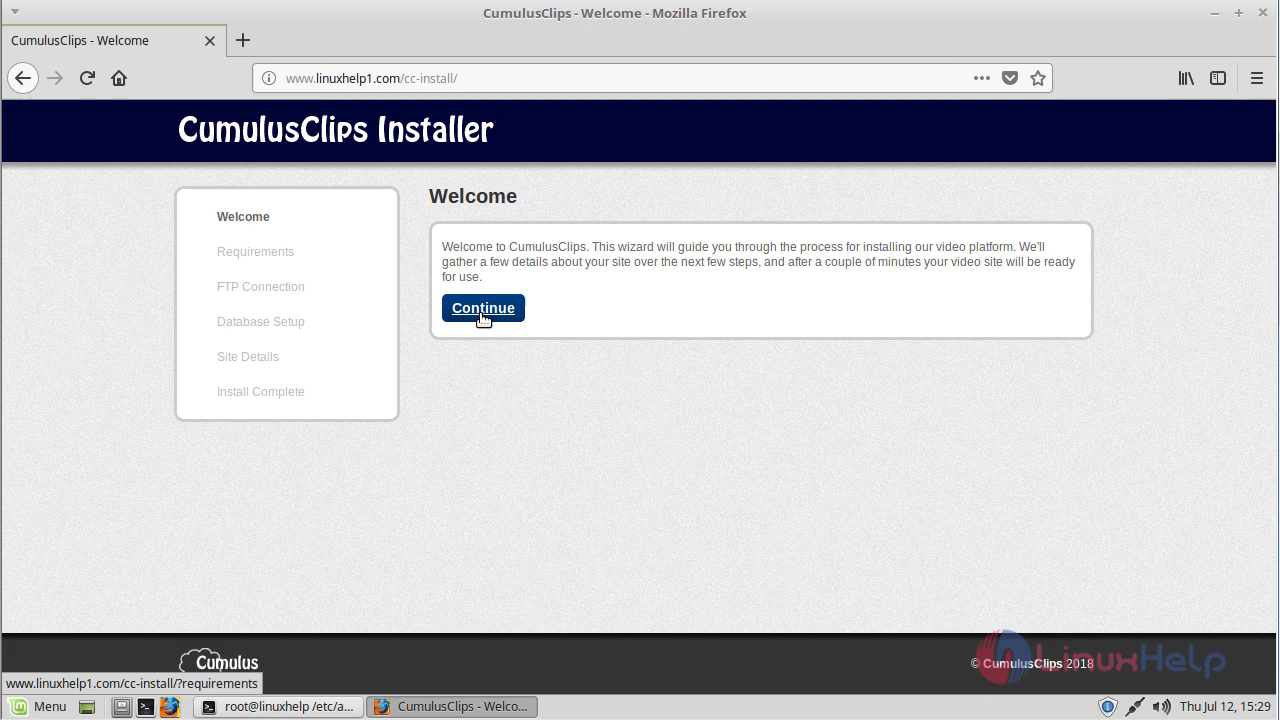 CumulusClips - Welcome - Mozilla Firefox
CumulusClips - Welcome
www.linuxhelp1.com/cc-install/
CumulusClips Installer
Welcome
Requirements
FTP Connection
Database Setup
Site Details
Install Complete
Welcome
Welcome to CumulusClips. This wizard will guide you through the process for installing our video platform. We'll
gather a few details about your site over the next few steps, and after a couple of minutes your video site will be ready
for use.
Continue
Cumulus
© CumulusClips 2018
LinuxHelp
www.linuxhelp1.com/cc-install/?requirements
Menu
root@linuxhelp /etc/a...
CumulusClips - Welco...
Thu Jul 12, 15:29